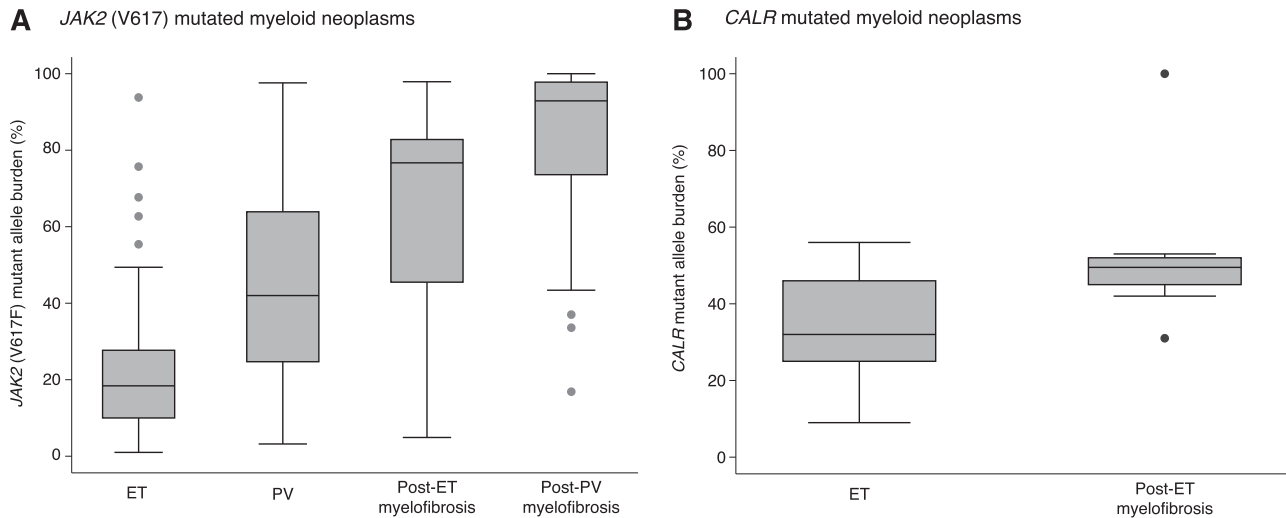 A JAK2 (V617) mutated myeloid neoplasms
JAK2 (V617F) mutant allele burden (%)
100
80
60
40
20
0
ET
PV
Post-ET
myelofibrosis
Post-PV
myelofibrosis
B CALR mutated myeloid neoplasms
CALR mutant allele burden (%)
100
80
60
40
20
0
ET
Post-ET
myelofibrosis